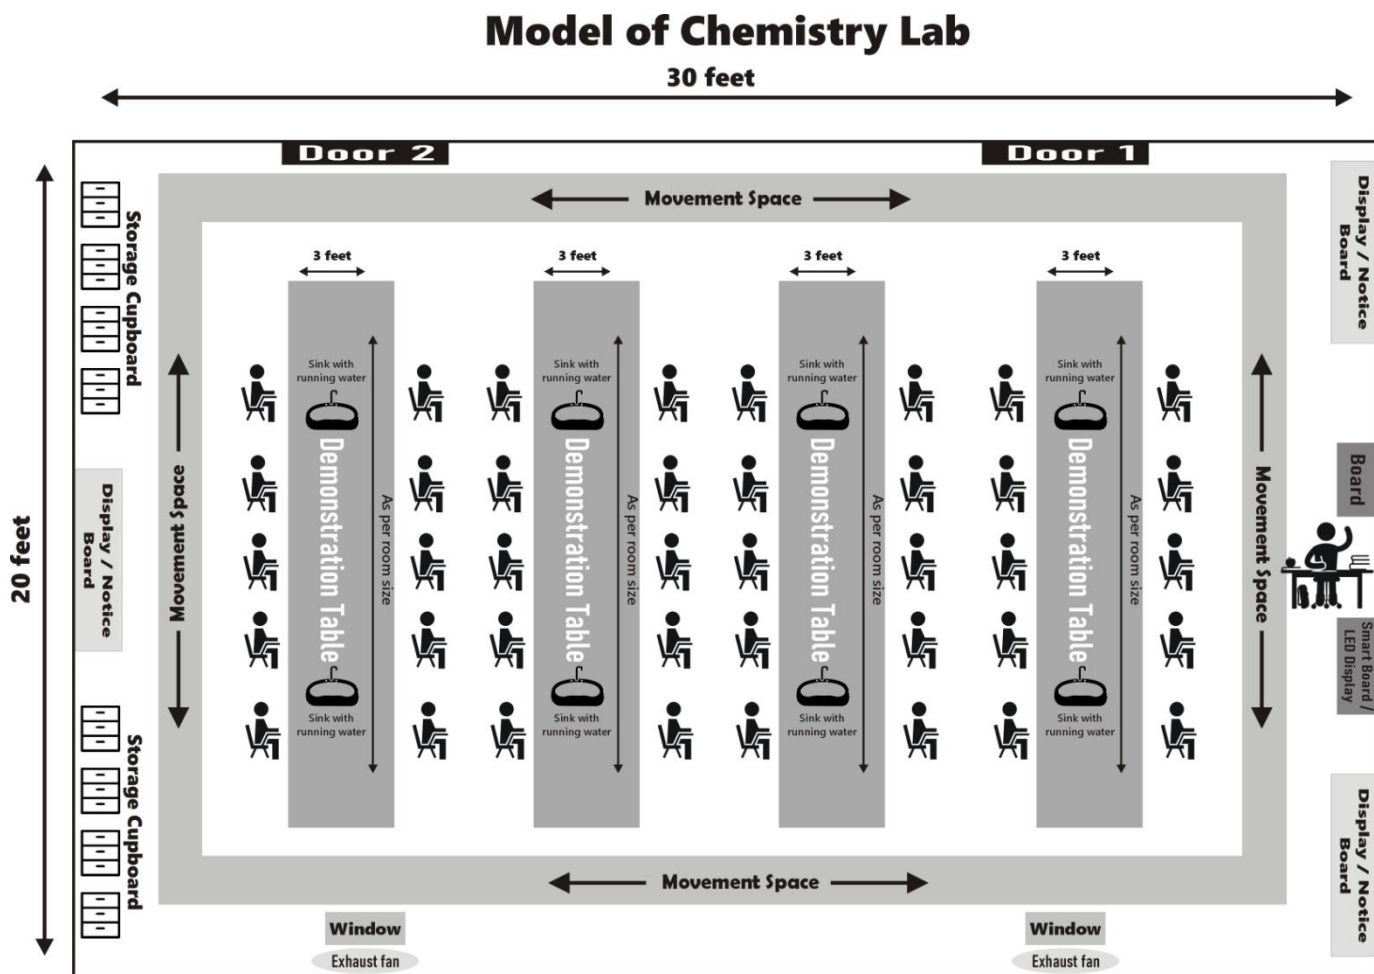 Model of Chemistry Lab
30 feet
20 feet
Door 2
Door 1
Movement Space
Storage Cupboard
Display / Notice
Board
Storage Cupboard
Movement Space
3 feet
Sink with
running water
Demonstration Table
As per room size
Sink with
running water
3 feet
Sink with
running water
Demonstration Table
As per room size
Sink with
running water
3 feet
Sink with
running water
Demonstration Table
As per room size
Sink with
running water
3 feet
Sink with
running water
Demonstration Table
As per room size
Sink with
running water
Movement Space
Display / Notice
Board
Board
Smart Board /
LED Display
Display / Notice
Board
Movement Space
Window
Exhaust fan
Window
Exhaust fan